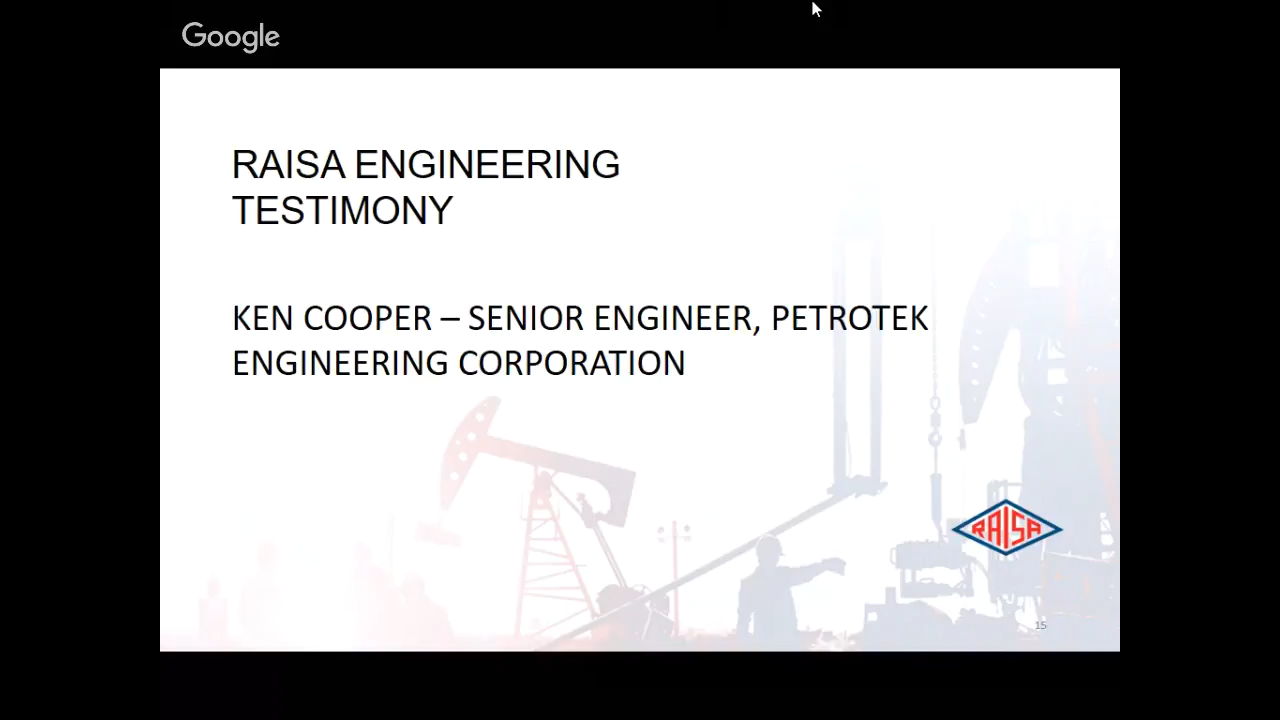 Google
RAISA ENGINEERING
TESTIMONY
KEN COOPER – SENIOR ENGINEER, PETROTEK
ENGINEERING CORPORATION
RAISA
15